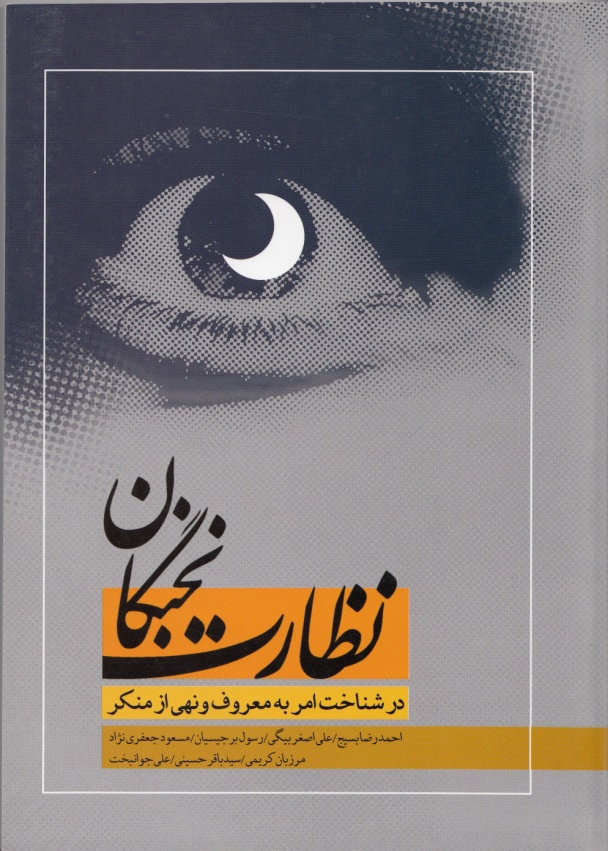 نظارت نخبگان
در شناخت امر به معروف و نهی از منکر
احمدرضا بسیج/علی اصغر بیگی/رسول برجیسیان/مسعود جعفری نژاد
مرزبان کریمی/سیدباقر حسینی/علی جوانبخت